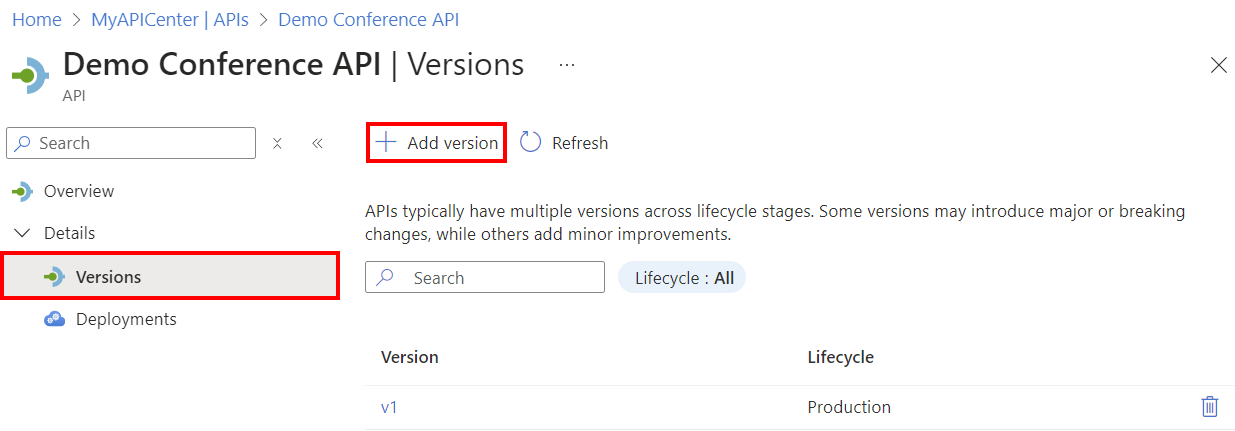 Home > MyAPICenter | APIs > Demo Conference API
Demo Conference API | Versions ...
API
Search
Add version
Refresh
Overview
Details
Versions
Deployments
APIs typically have multiple versions across lifecycle stages. Some versions may introduce major or breaking
changes, while others add minor improvements.
Search
Lifecycle : All
Version Lifecycle
v1 Production